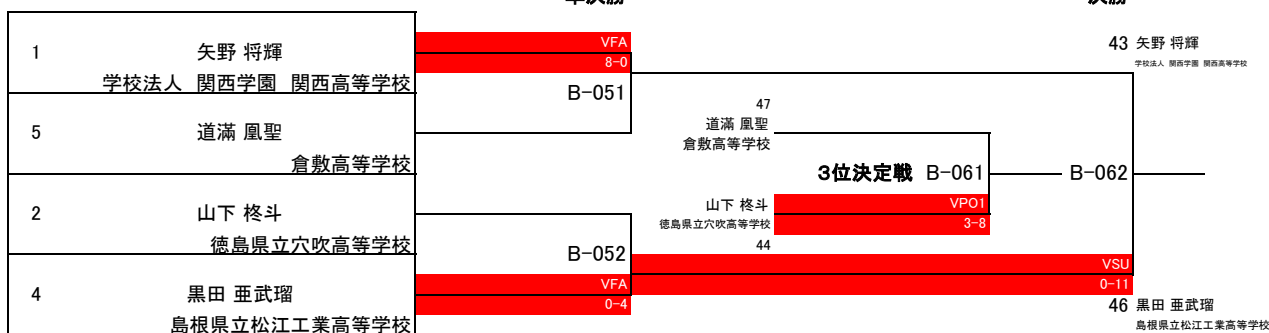 準決勝
決勝
1
矢野 将輝
学校法人 関西学園 関西高等学校
VFA
8-0
B-051
5
道満 凰聖
倉敷高等学校
2
山下 柊斗
徳島県立穴吹高等学校
B-052
4
黒田 亜武瑠
島根県立松江工業高等学校
VFA
0-4
47
道満 凰聖
倉敷高等学校
3位決定戦 B-061
山下 柊斗
徳島県立穴吹高等学校
44
VPO1
3-8
B-062
VSU
0-11
43 矢野 将輝
学校法人 関西学園 関西高等学校
46 黒田 亜武瑠
島根県立松江工業高等学校